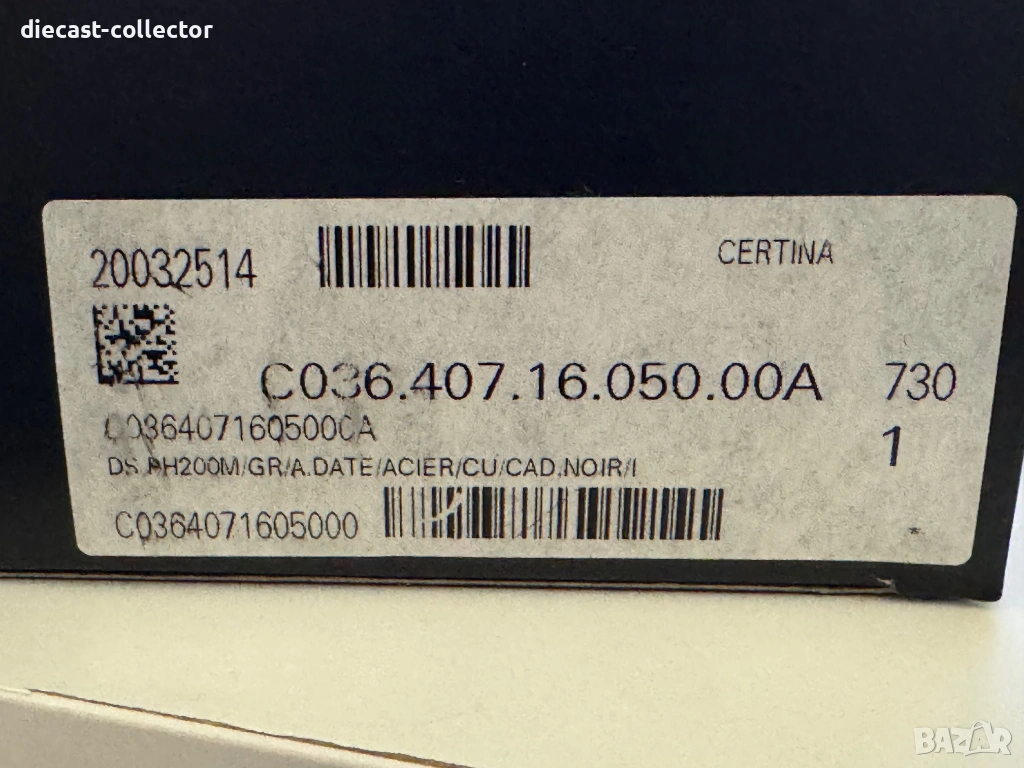 diecast-collector
20032514
CERTINA
C036.407.16.050.00A 730
C036407160500CA
1
DS PH200M/GR/A.DATE/ACIER/CU/CAD.NOIR/I
C0364071605000
BAZAR